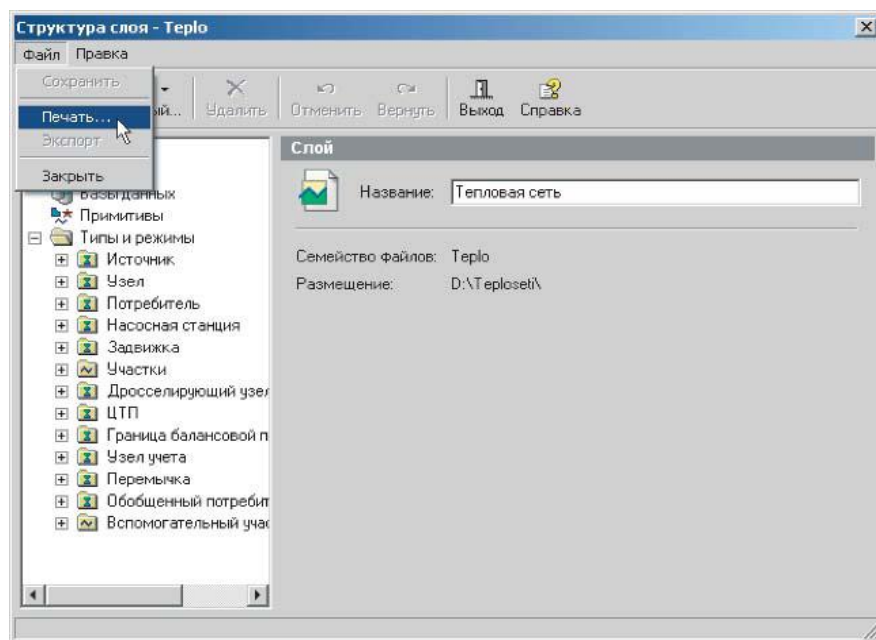 Структура слоя - Teplo
Файл Правка
Сохранить
Печать...
Экспорт
Закрыть
Удалить Отменить Вернуть Выход Справка
Слой
Название: Тепловая сеть
Семейство файлов: Teplo
Размещение: D:\Teploseti\
Базы данных
Примитивы
Типы и режимы
Источник
Узел
Потребитель
Насосная станция
Задвижка
Участки
Дросселирующий узел
ЦТП
Граница балансовой п
Узел учета
Перемычка
Обобщенный потребит
Вспомогательный учас